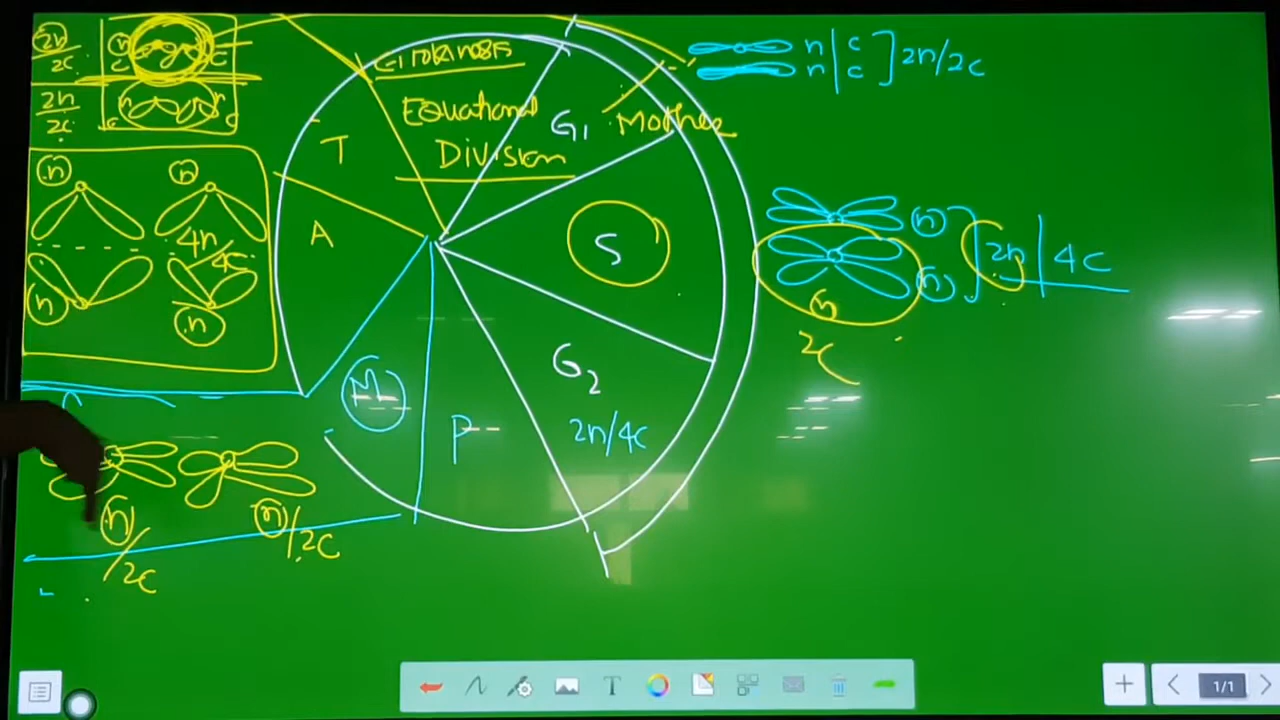 2n/2c
n n
c c
2n/2c
n n
c c
n n
4n/4c
n n
n/2c n/2c
Cytokinesis
Equational
Division
T
A
M
P
G1
Mother
S
G2
2n/4c
n|c
n|c ]2n/2c
n
n ]2n|4c
n
2c
T
1/1